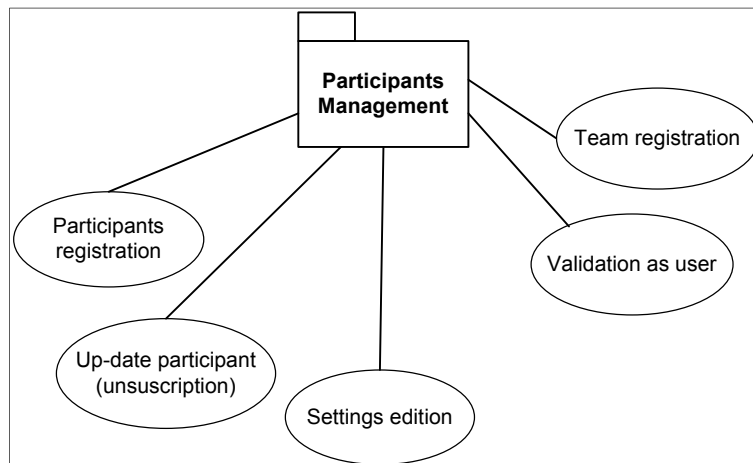 Participants
Management
Team registration
Participants
registration
Validation as user
Up-date participant
(unsuscription)
Settings edition